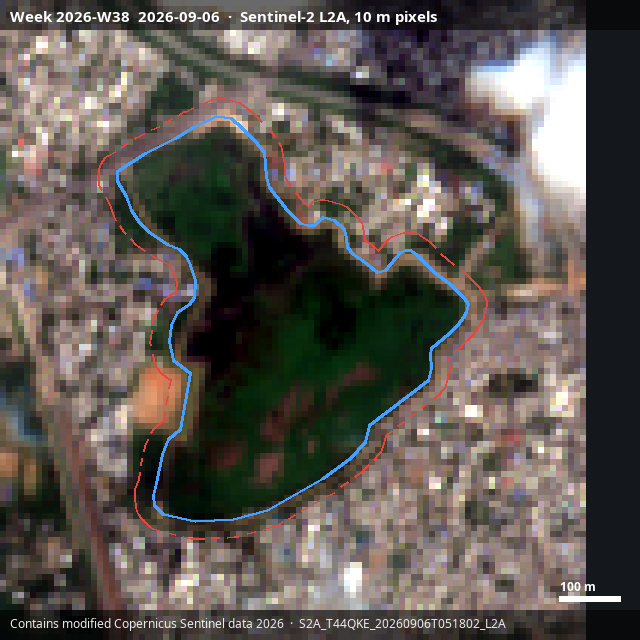 Week 2026-W38  2026-09-06  ·  Sentinel-2 L2A, 10 m pixels
100 m
Contains modified Copernicus Sentinel data 2026  ·  S2A_T44QKE_20260906T051802_L2A